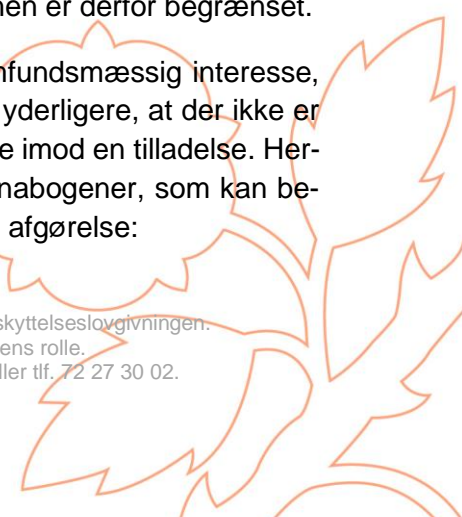 nen er derfor begrænset.
nfundsmæssig interesse,
yderligere, at der ikke er
e imod en tilladelse. Her-
nabogener, som kan be-
afgørelse:
skyttelseslovgivningen.
ens rolle.
ller tlf. 72 27 30 02.